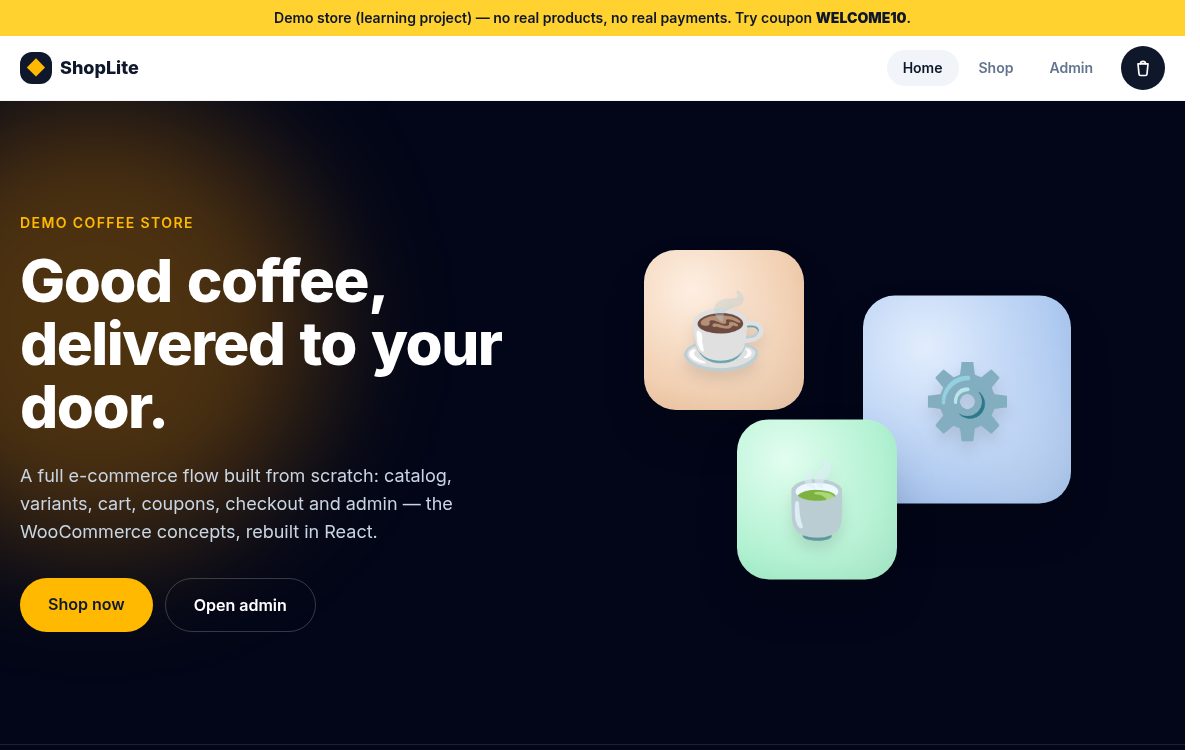 Demo store (learning project) — no real products, no real payments. Try coupon WELCOME10.
ShopLite
Home
Shop
Admin
DEMO COFFEE STORE
Good coffee,
delivered to your
door.
A full e-commerce flow built from scratch: catalog,
variants, cart, coupons, checkout and admin — the
WooCommerce concepts, rebuilt in React.
Shop now
Open admin